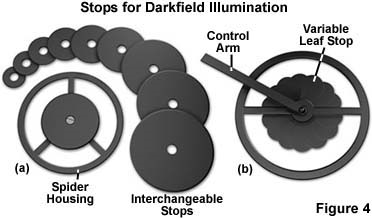 Stops for Darkfield Illumination
Control
Arm
Variable
Leaf Stop
(a)
(b)
Spider
Housing
Interchangeable
Stops
Figure 4